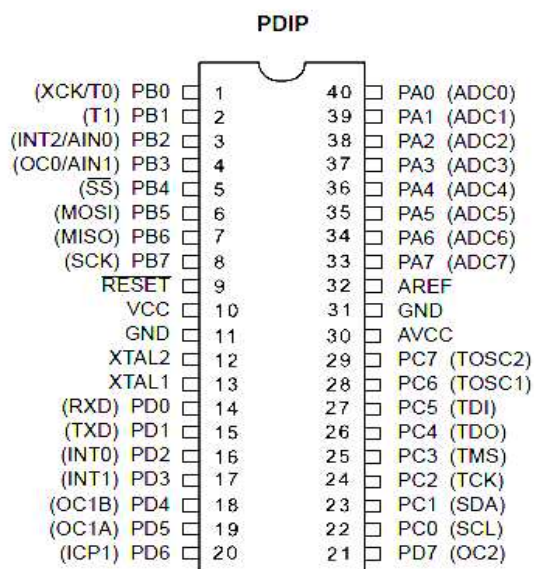 PDIP
(XCK/T0) PB0 1 40 PA0 (ADC0)
(T1) PB1 2 39 PA1 (ADC1)
(INT2/AIN0) PB2 3 38 PA2 (ADC2)
(OC0/AIN1) PB3 4 37 PA3 (ADC3)
(SS) PB4 5 36 PA4 (ADC4)
(MOSI) PB5 6 35 PA5 (ADC5)
(MISO) PB6 7 34 PA6 (ADC6)
(SCK) PB7 8 33 PA7 (ADC7)
RESET 9 32 AREF
VCC 10 31 GND
GND 11 30 AVCC
XTAL2 12 29 PC7 (TOSC2)
XTAL1 13 28 PC6 (TOSC1)
(RXD) PD0 14 27 PC5 (TDI)
(TXD) PD1 15 26 PC4 (TDO)
(INT0) PD2 16 25 PC3 (TMS)
(INT1) PD3 17 24 PC2 (TCK)
(OC1B) PD4 18 23 PC1 (SDA)
(OC1A) PD5 19 22 PC0 (SCL)
(ICP1) PD6 20 21 PD7 (OC2)